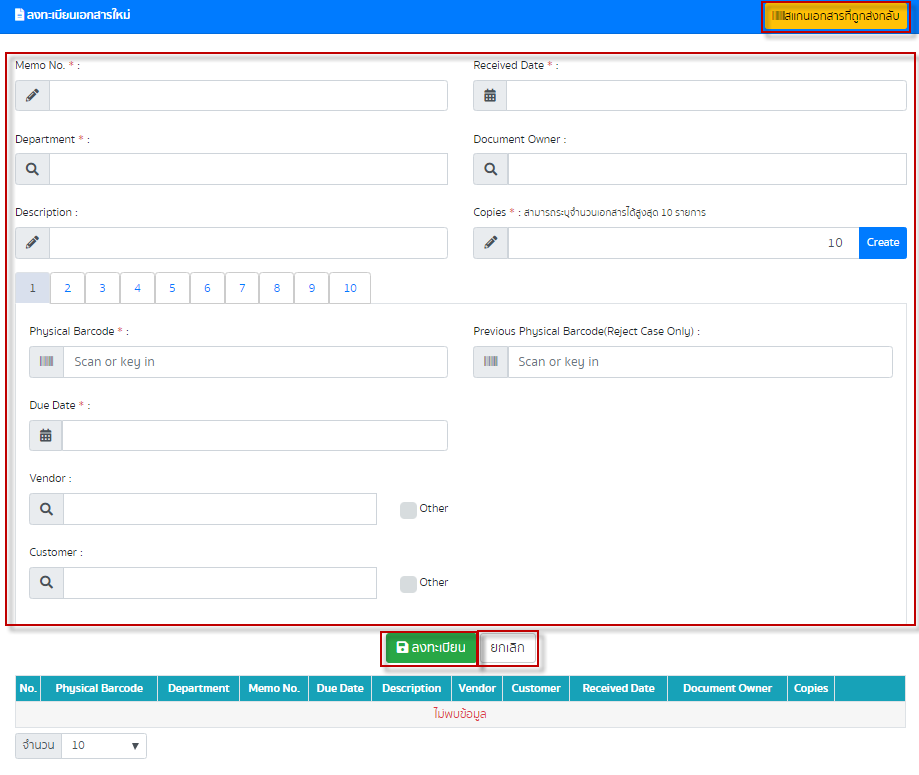 ลงทะเบียนเอกสารใหม่ สแกนเอกสารที่ถูกส่งกลับ
Memo No. * : Received Date * :
Department * : Document Owner :
Description : Copies * : สามารถระบุจำนวนเอกสารได้สูงสุด 10 รายการ
10 Create
1 2 3 4 5 6 7 8 9 10
Physical Barcode * : Previous Physical Barcode(Reject Case Only) :
Scan or key in Scan or key in
Due Date * :
Vendor :
Other
Customer :
Other
ลงทะเบียน ยกเลิก
No. Physical Barcode Department Memo No. Due Date Description Vendor Customer Received Date Document Owner Copies
ไม่พบข้อมูล
จำนวน 10